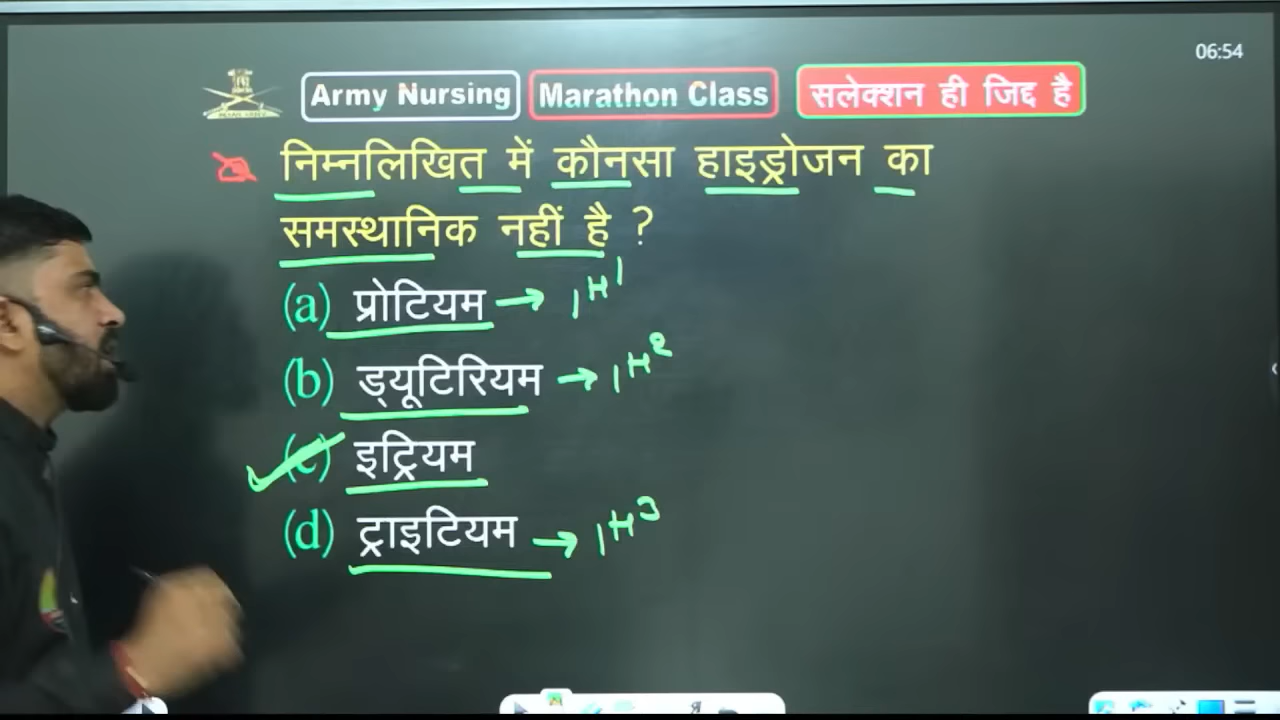 06:54
Army Nursing Marathon Class सलेक्शन ही जिद्द है
निम्नलिखित में कौनसा हाइड्रोजन का
समस्थानिक नहीं है ?
(a) प्रोटियम → ₁H¹
(b) ड्यूटिरियम → ₁H²
(c) इट्रियम
(d) ट्राइटियम → ₁H³